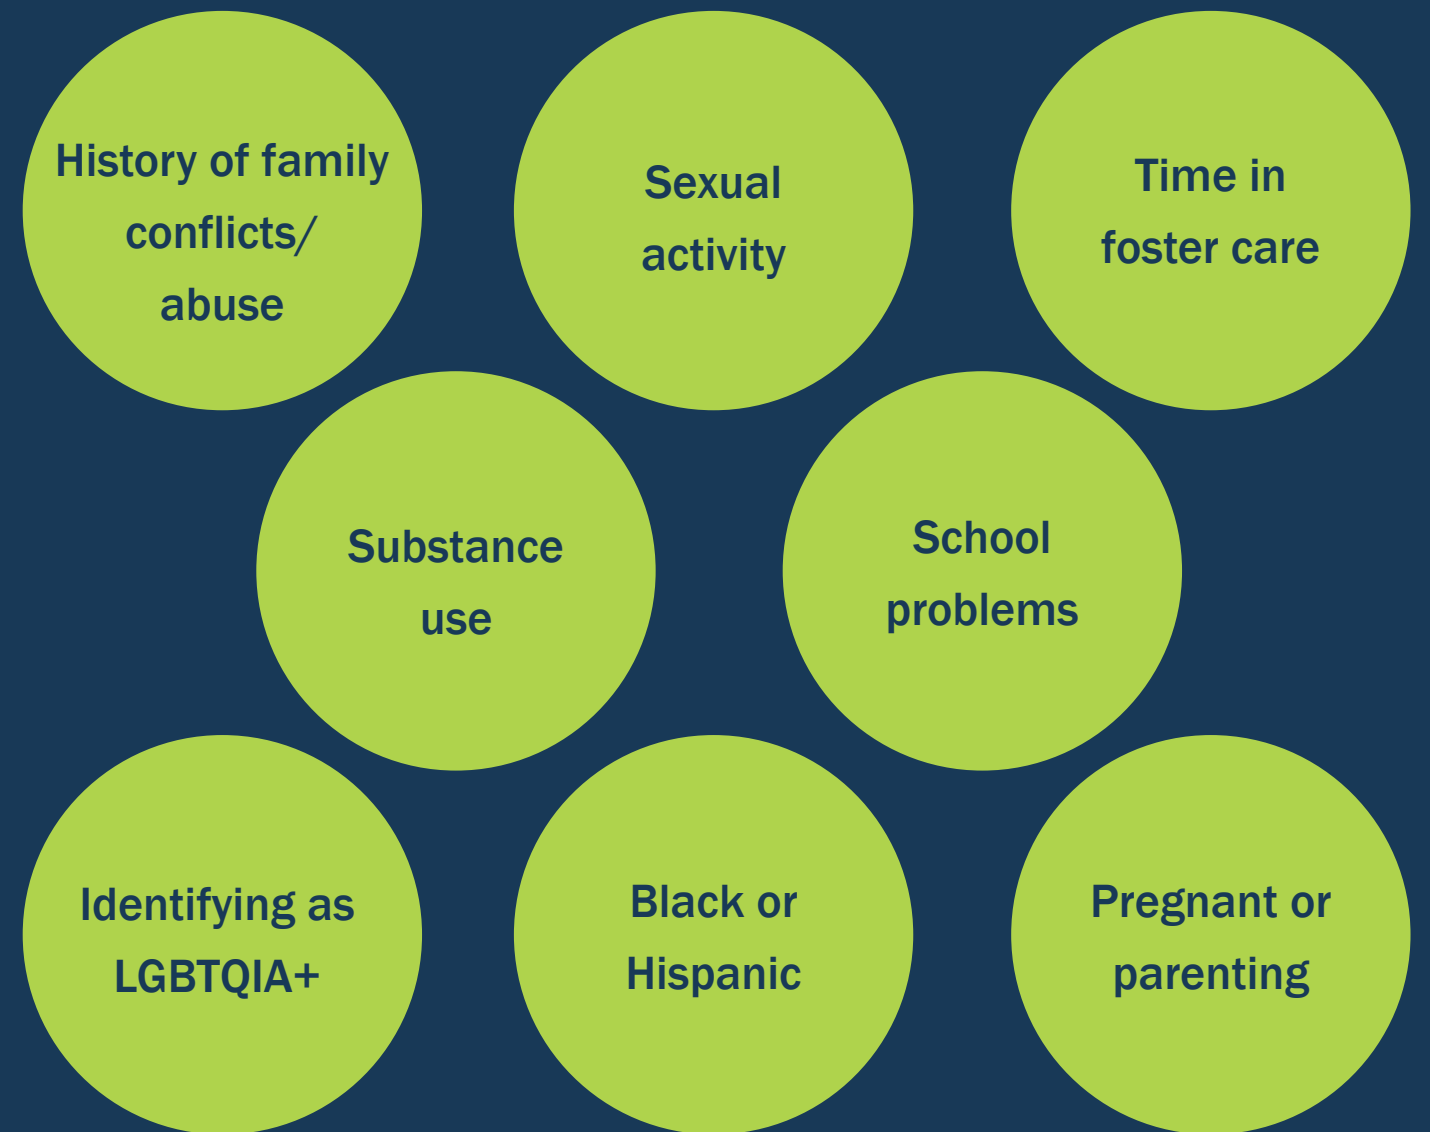 History of family
conflicts/
abuse
Sexual
activity
Time in
foster care
Substance
use
School
problems
Identifying as
LGBTQIA+
Black or
Hispanic
Pregnant or
parenting